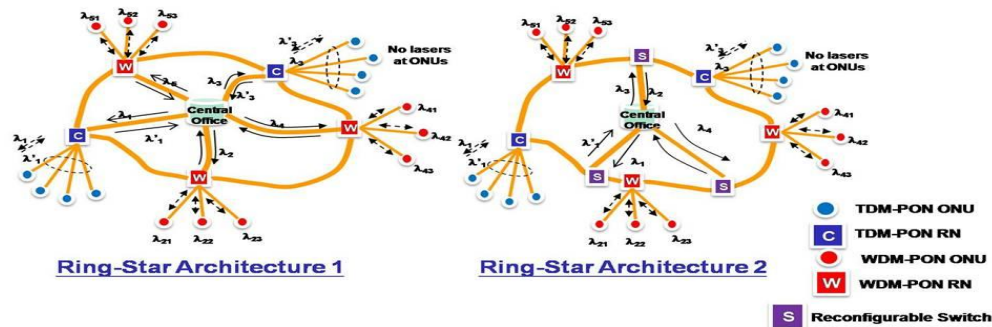 λ51 λ52 λ53
W
λ'3
λ3
C
No lasers
at ONUs
λ5
λ3
λ'3
Central
Office
λ1
λ4
λ'1
λ2
C
λ1
λ'1
W
λ41
λ42
λ43
W
λ21 λ22 λ23
Ring-Star Architecture 1
λ51 λ52 λ53
W
S
λ'3
λ3
C
No lasers
at ONUs
λ3
λ2
Central
Office
λ4
λ1
C
λ1
λ'1
S
W
S
W
λ41
λ42
λ43
λ21 λ22 λ23
Ring-Star Architecture 2
TDM-PON ONU
C TDM-PON RN
WDM-PON ONU
W WDM-PON RN
S Reconfigurable Switch